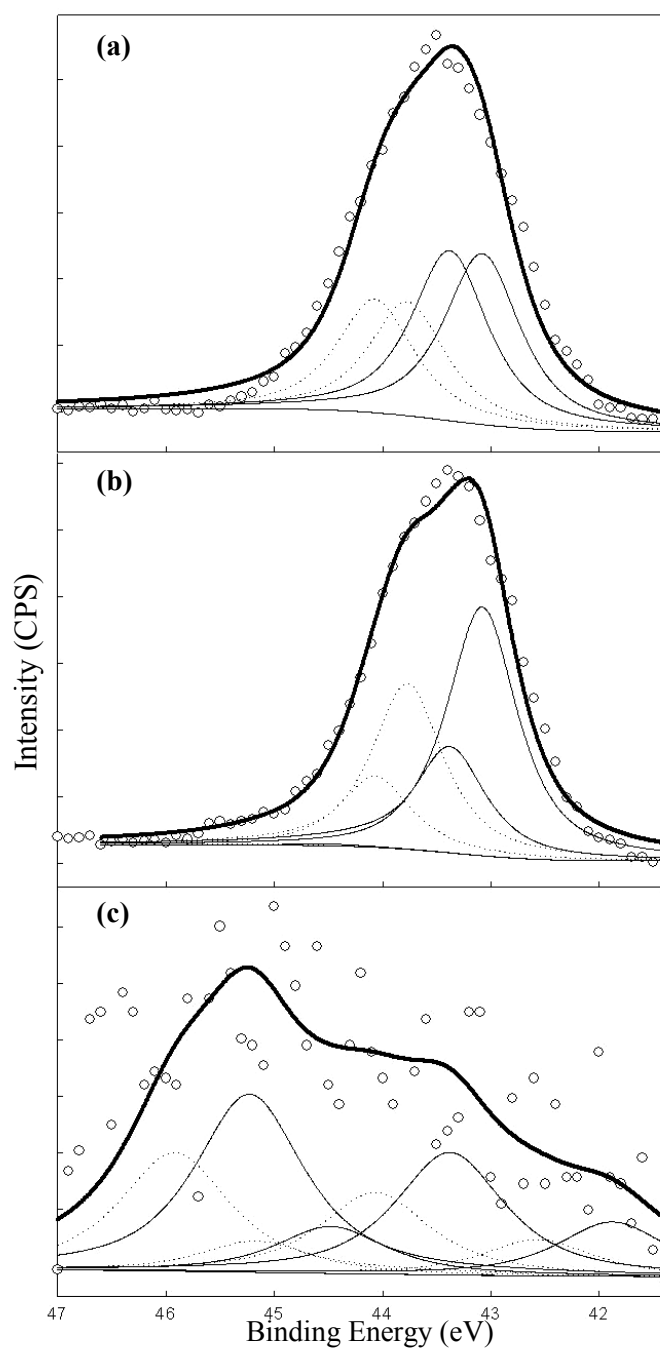 (a)
(b)
Intensity (CPS)
(c)
47 46 45 44 43 42
Binding Energy (eV)